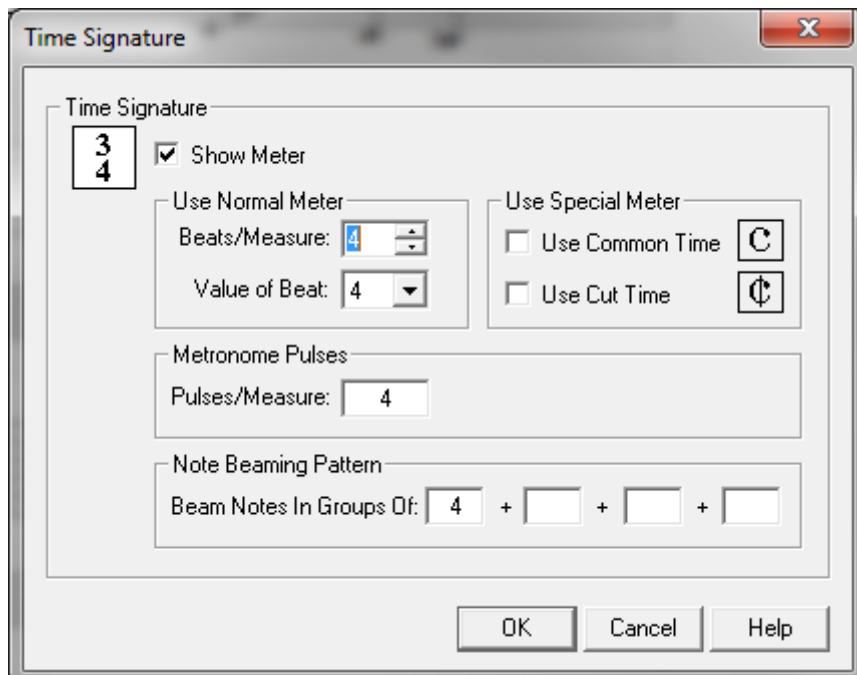 Time Signature
X
Time Signature
3
4
Show Meter
Use Normal Meter
Beats/Measure: 4
Value of Beat: 4
Use Special Meter
Use Common Time C
Use Cut Time ¢
Metronome Pulses
Pulses/Measure: 4
Note Beaming Pattern
Beam Notes In Groups Of: 4 + + +
OK Cancel Help